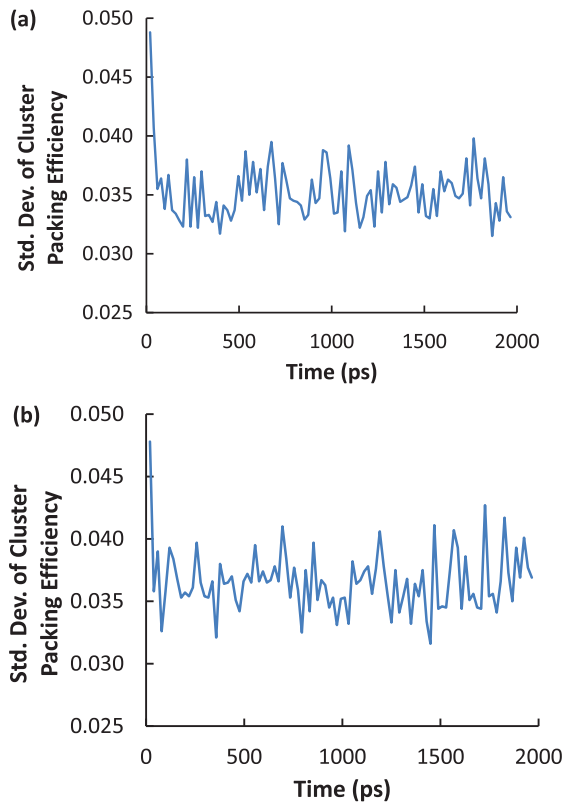 (a)
0.050
0.045
0.040
0.035
0.030
0.025
Std. Dev. of Cluster
Packing Efficiency
0 500 1000 1500 2000
Time (ps)
(b)
0.050
0.045
0.040
0.035
0.030
0.025
Std. Dev. of Cluster
Packing Efficiency
0 500 1000 1500 2000
Time (ps)